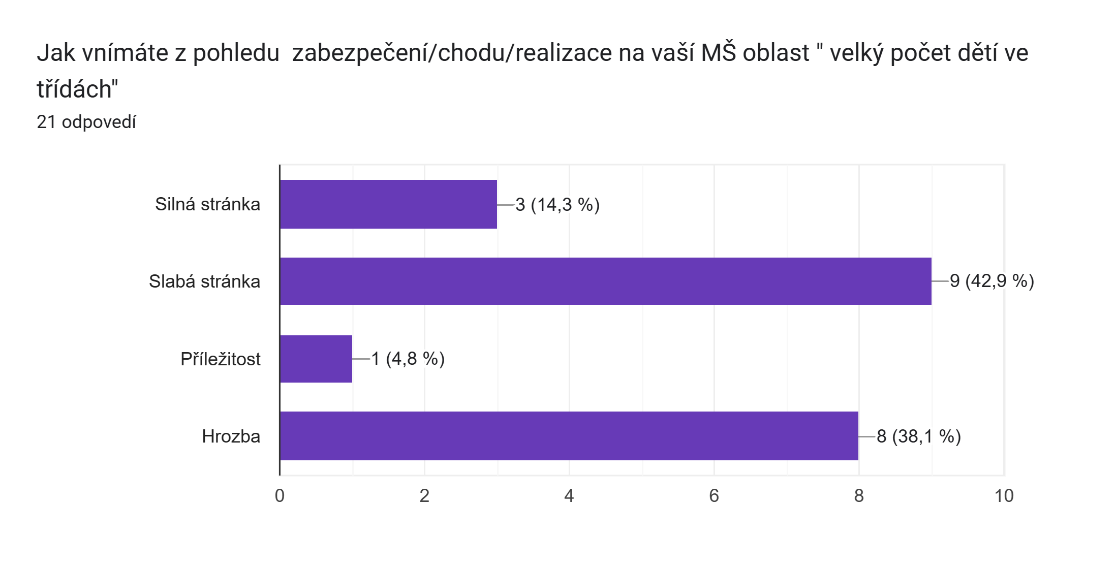 Jak vnímáte z pohledu  zabezpečení/chodu/realizace na vaší MŠ oblast " velký počet dětí ve
třídách"
21 odpovedí
Silná stránka
3 (14,3 %)
Slabá stránka
9 (42,9 %)
Příležitost
1 (4,8 %)
Hrozba
8 (38,1 %)
0 2 4 6 8 10